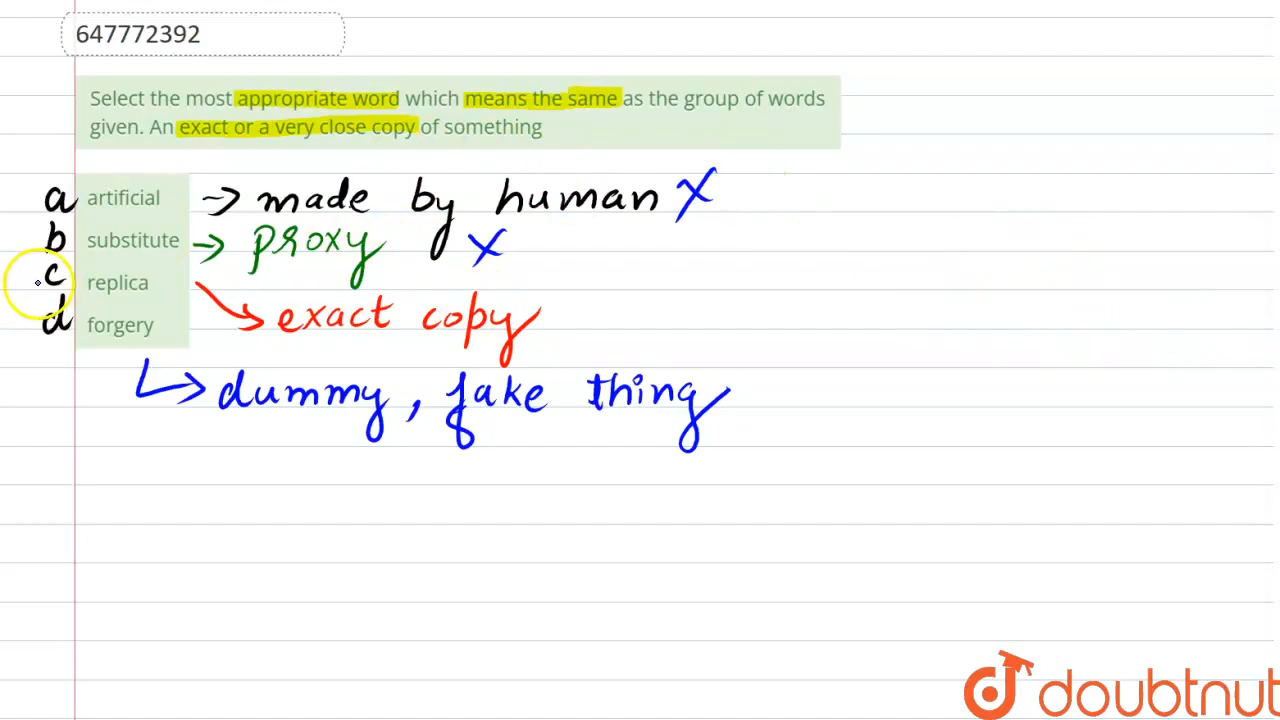 647772392
Select the most appropriate word which means the same as the group of words
given. An exact or a very close copy of something
a artificial → made by human X
b substitute → proxy X
c replica
d forgery → exact copy
→ dummy, fake thing
doubtnut